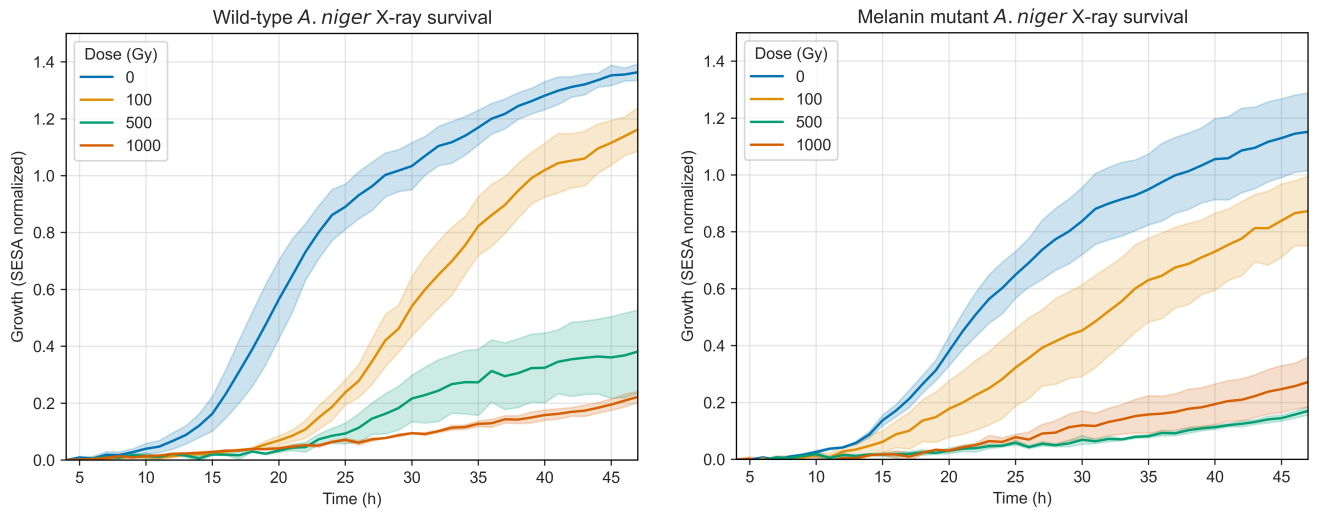 Wild-type A. niger X-ray survival
Growth (SESA normalized)
1.4
1.2
1.0
0.8
0.6
0.4
0.2
0.0
Dose (Gy)
0
100
500
1000
5 10 15 20 25 30 35 40 45
Time (h)
Melanin mutant A. niger X-ray survival
Growth (SESA normalized)
1.4
1.2
1.0
0.8
0.6
0.4
0.2
0.0
Dose (Gy)
0
100
500
1000
5 10 15 20 25 30 35 40 45
Time (h)